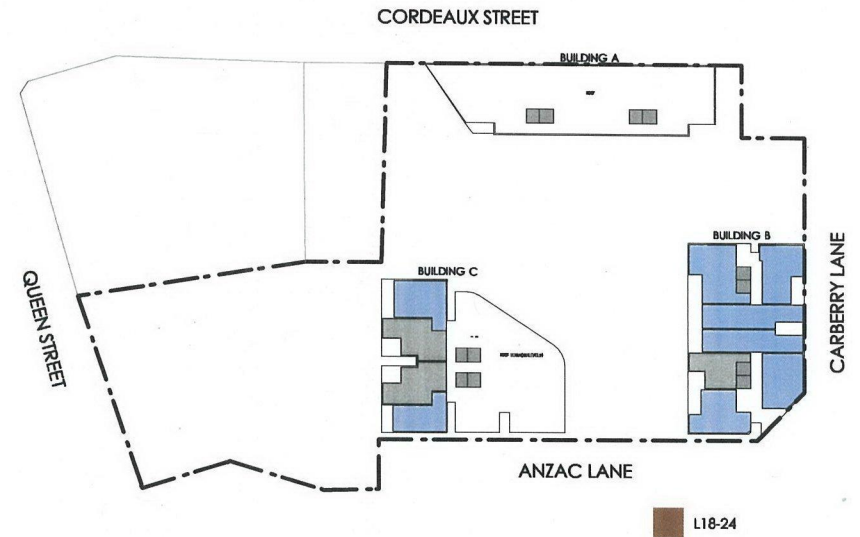 CORDEAUX STREET
BUILDING A
BUILDING B
BUILDING C
QUEEN STREET
CARBERRY LANE
ANZAC LANE
L18-24